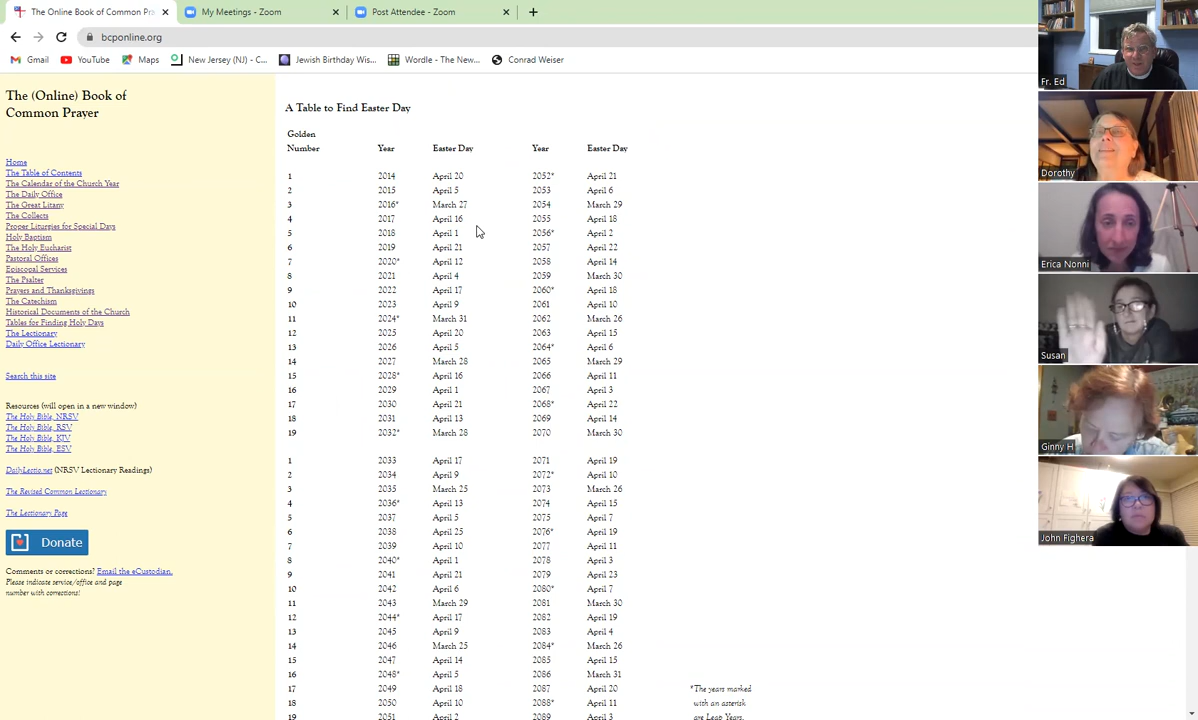 The Online Book of Common Pra
My Meetings - Zoom
Post Attendee - Zoom
bcponline.org
Gmail
YouTube
Maps
New Jersey (NJ) - C...
Jewish Birthday Wis...
Wordle - The New...
Conrad Weiser
The (Online) Book of
Common Prayer
Home
The Table of Contents
The Calendar of the Church Year
The Daily Office
The Great Litany
The Collects
Proper Liturgies for Special Days
Holy Baptism
The Holy Eucharist
Pastoral Offices
Episcopal Services
The Psalter
Prayers and Thanksgivings
The Catechism
Historical Documents of the Church
Tables for Finding Holy Days
The Lectionary
Daily Office Lectionary
Search this site
Resources (will open in a new window)
The Holy Bible, NRSV
The Holy Bible, RSV
The Holy Bible, KJV
The Holy Bible, ESV
DailyLectio.net (NRSV Lectionary Readings)
The Revised Common Lectionary
The Lectionary Page
Donate
Comments or corrections? Email the eCustodian.
Please indicate service/office and page
number with corrections!
A Table to Find Easter Day
Golden
Number Year Easter Day Year Easter Day
1 2014 April 20 2052* April 21
2 2015 April 5 2053 April 6
3 2016* March 27 2054 March 29
4 2017 April 16 2055 April 18
5 2018 April 1 2056* April 2
6 2019 April 21 2057 April 22
7 2020* April 12 2058 April 14
8 2021 April 4 2059 March 30
9 2022 April 17 2060* April 18
10 2023 April 9 2061 April 10
11 2024* March 31 2062 March 26
12 2025 April 20 2063 April 15
13 2026 April 5 2064* April 6
14 2027 March 28 2065 March 29
15 2028* April 16 2066 April 11
16 2029 April 1 2067 April 3
17 2030 April 21 2068* April 22
18 2031 April 13 2069 April 14
19 2032* March 28 2070 March 30
1 2033 April 17 2071 April 19
2 2034 April 9 2072* April 10
3 2035 March 25 2073 March 26
4 2036* April 13 2074 April 15
5 2037 April 5 2075 April 7
6 2038 April 25 2076* April 19
7 2039 April 10 2077 April 11
8 2040* April 1 2078 April 3
9 2041 April 21 2079 April 23
10 2042 April 6 2080* April 7
11 2043 March 29 2081 March 30
12 2044* April 17 2082 April 19
13 2045 April 9 2083 April 4
14 2046 March 25 2084* March 26
15 2047 April 14 2085 April 15
16 2048* April 5 2086 March 31
17 2049 April 18 2087 April 20 *The years marked
18 2050 April 10 2088* April 11 with an asterisk
19 2051 April 2 2089 April 3 are Leap Years.
Fr. Ed
Dorothy
Erica Nonni
Susan
Ginny H
John Fighera